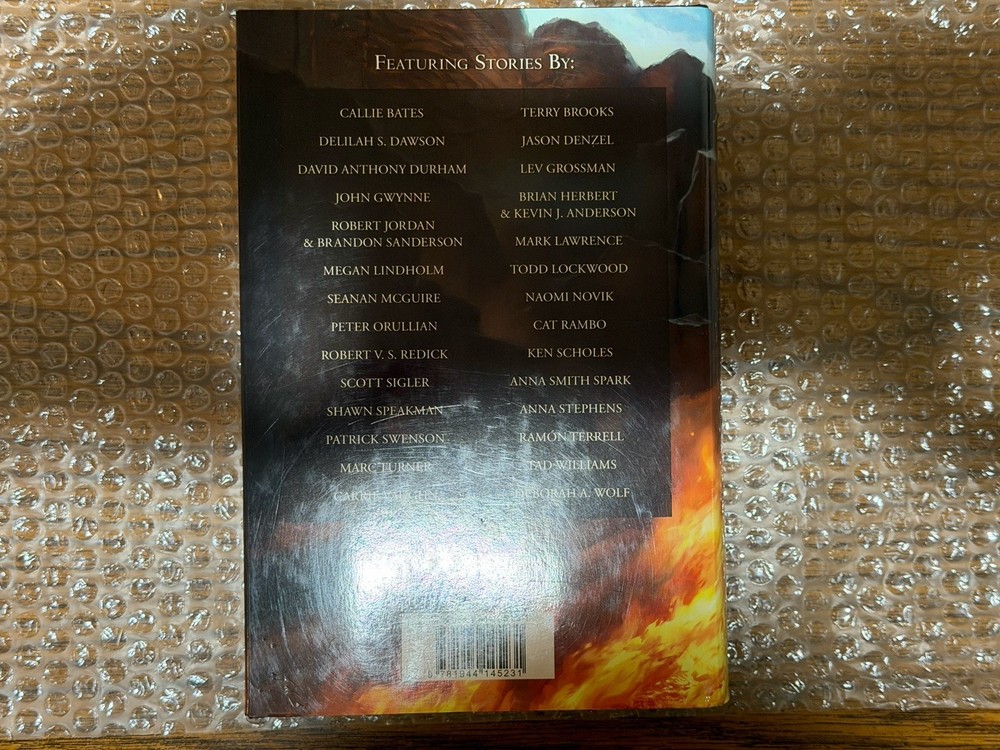 FEATURING STORIES BY:
CALLIE BATES
DELILAH S. DAWSON
DAVID ANTHONY DURHAM
JOHN GWYNNE
ROBERT JORDAN
& BRANDON SANDERSON
MEGAN LINDHOLM
SEANAN MCGUIRE
PETER ORULLIAN
ROBERT V. S. REDICK
SCOTT SIGLER
SHAWN SPEAKMAN
PATRICK SWENSON
MARC TURNER
CARRIE VAUGHN
TERRY BROOKS
JASON DENZEL
LEV GROSSMAN
BRIAN HERBERT
& KEVIN J. ANDERSON
MARK LAWRENCE
TODD LOCKWOOD
NAOMI NOVIK
CAT RAMBO
KEN SCHOLES
ANNA SMITH SPARK
ANNA STEPHENS
RAMÓN TERRELL
TAD WILLIAMS
DEBORAH A. WOLF
9 781944 145231